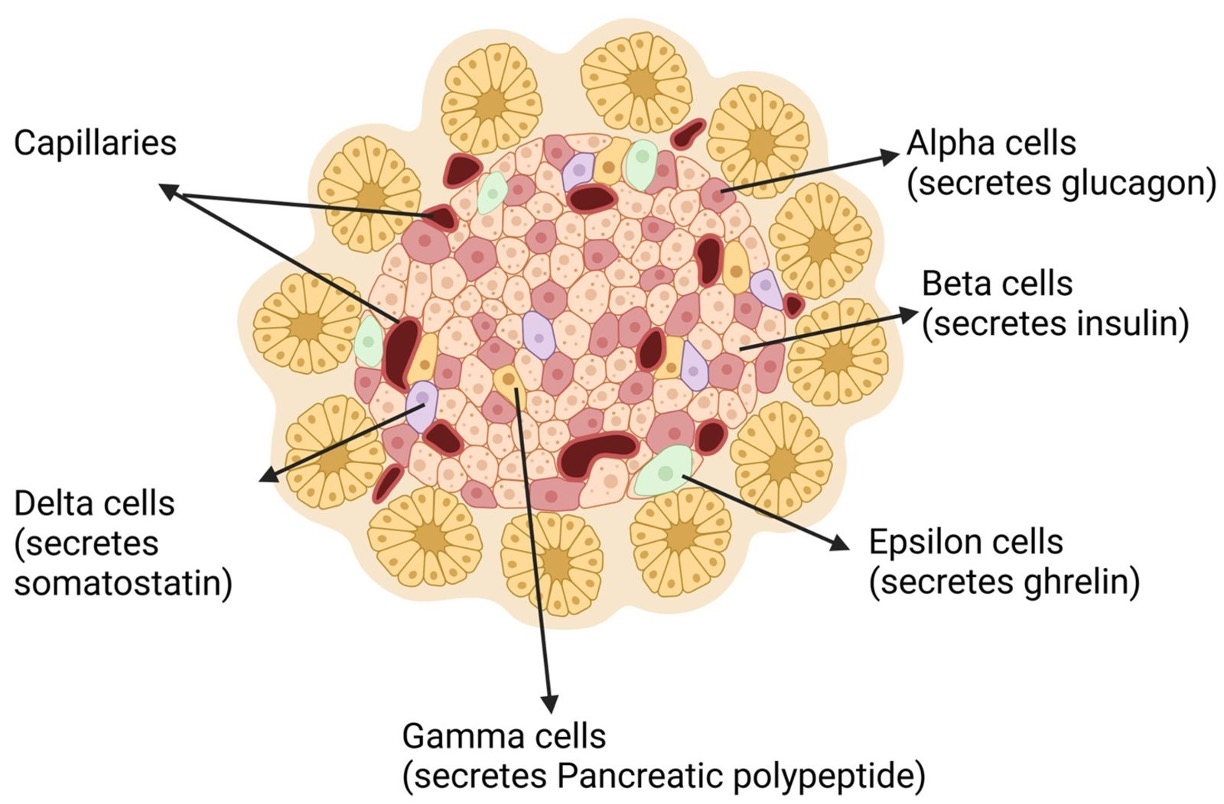 Capillaries
Alpha cells
(secretes glucagon)
Beta cells
(secretes insulin)
Delta cells
(secretes
somatostatin)
Epsilon cells
(secretes ghrelin)
Gamma cells
(secretes Pancreatic polypeptide)